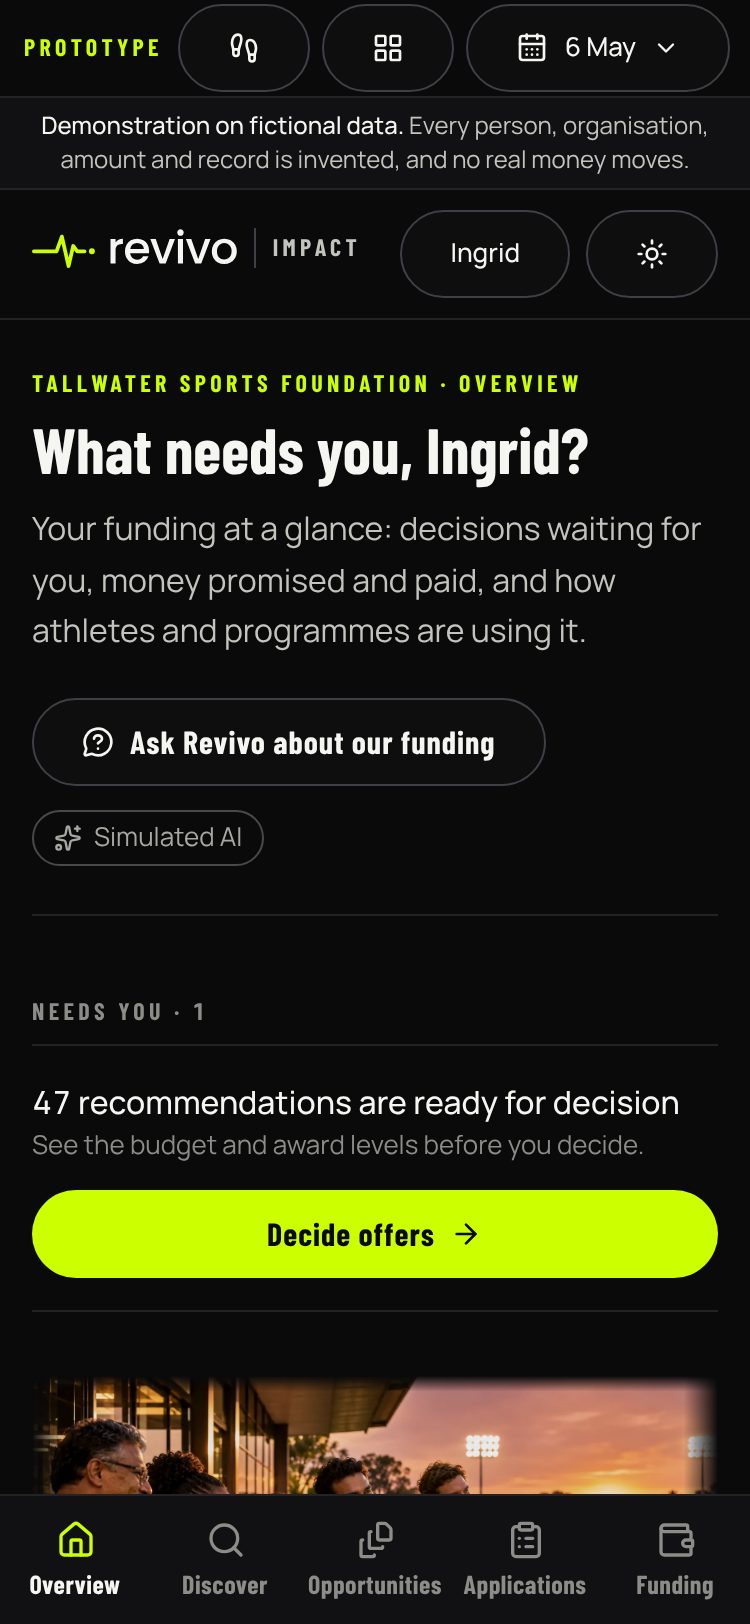 PROTOTYPE
6 May
Demonstration on fictional data. Every person, organisation,
amount and record is invented, and no real money moves.
revivo
IMPACT
Ingrid
TALLWATER SPORTS FOUNDATION · OVERVIEW
What needs you, Ingrid?
Your funding at a glance: decisions waiting for
you, money promised and paid, and how
athletes and programmes are using it.
Ask Revivo about our funding
Simulated AI
NEEDS YOU · 1
47 recommendations are ready for decision
See the budget and award levels before you decide.
Decide offers
Overview
Discover
Opportunities
Applications
Funding